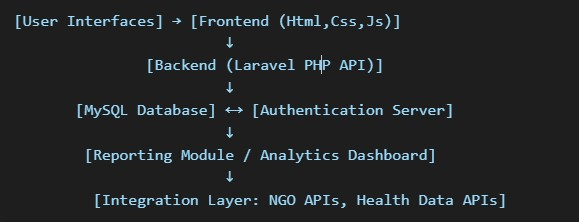 [User Interfaces] → [Frontend (Html,Css,Js)]
↓
[Backend (Laravel PHP API)]
↓
[MySQL Database] ↔ [Authentication Server]
↓
[Reporting Module / Analytics Dashboard]
↓
[Integration Layer: NGO APIs, Health Data APIs]